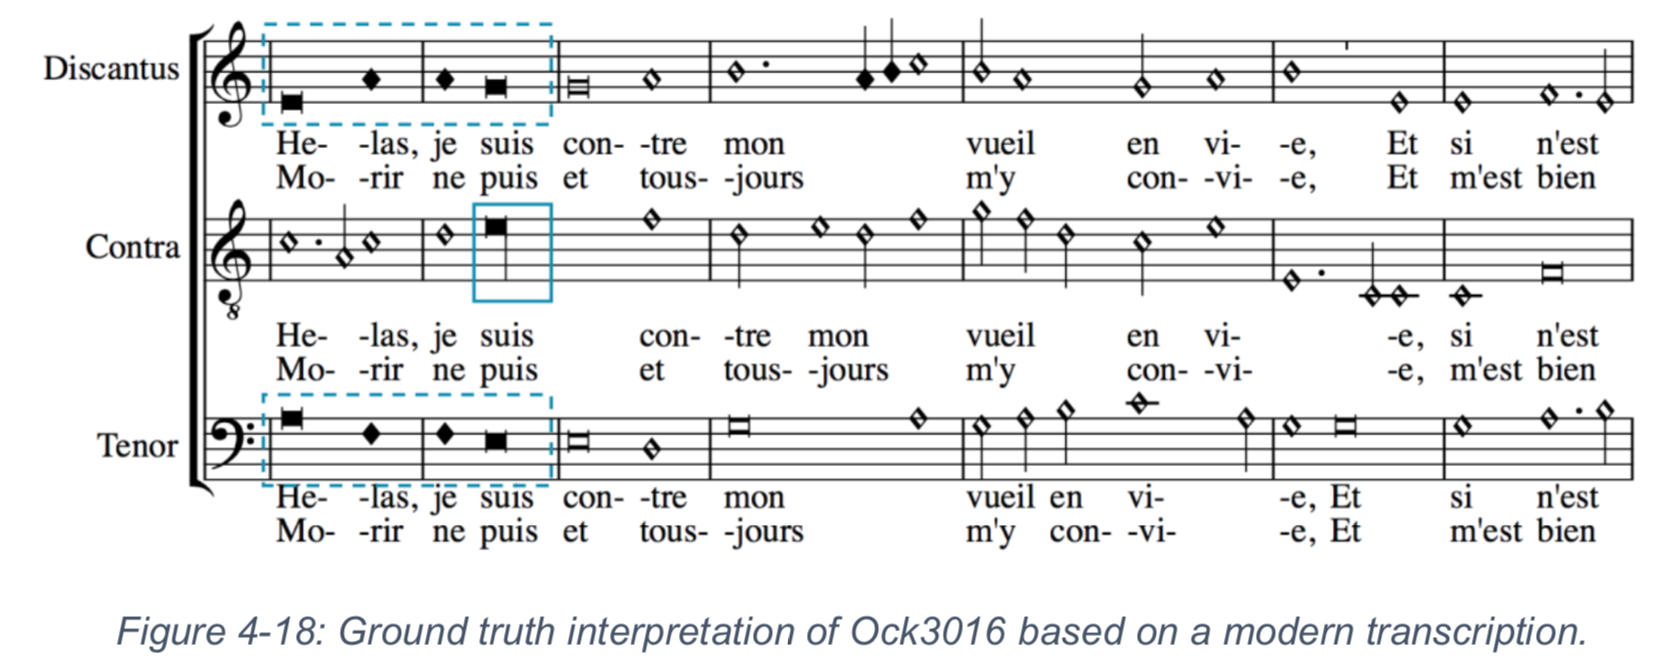 Discantus
He- -las, je suis con- -tre mon vueil en vi- -e, Et si n'est
Mo- -rir ne puis et tous- -jours m'y con- -vi- -e, Et m'est bien
Contra
8
He- -las, je suis con- -tre mon vueil en vi- -e, si n'est
Mo- -rir ne puis et tous- -jours m'y con- -vi- -e, m'est bien
Tenor
He- -las, je suis con- -tre mon vueil en vi- -e, Et si n'est
Mo- -rir ne puis et tous- -jours m'y con- -vi- -e, Et m'est bien
Figure 4-18: Ground truth interpretation of Ock3016 based on a modern transcription.